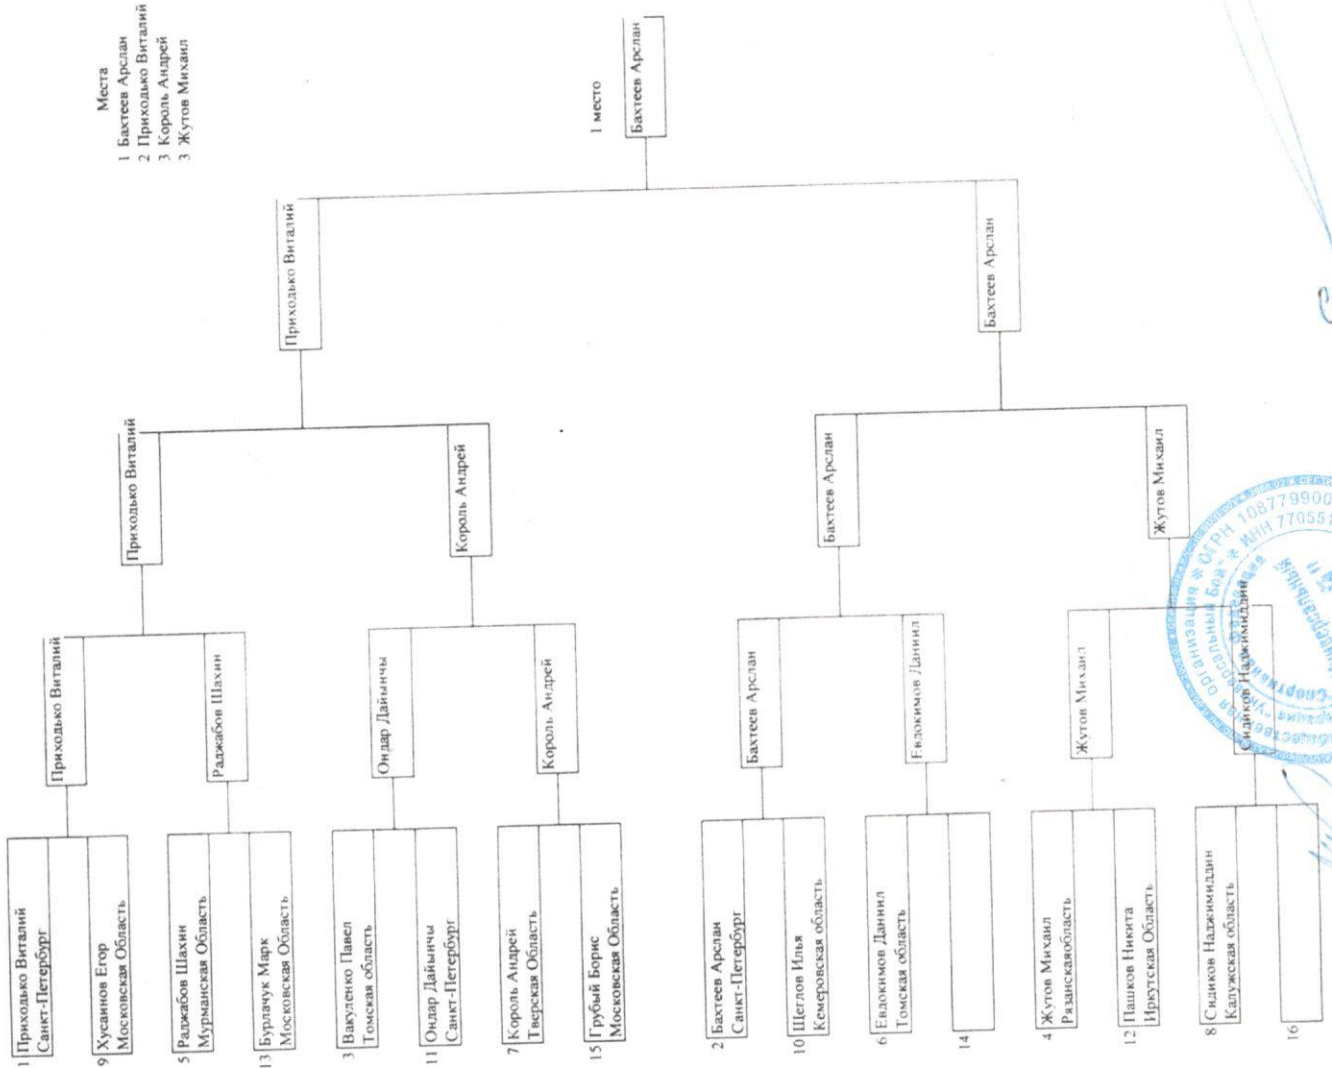 Места
1 Бахтеев Арслан
2 Приходько Виталий
3 Король Андрей
3 Жутов Михаил
1 Приходько Виталий
Санкт-Петербург
9 Хусаинов Егор
Московская Область
5 Раджабов Шахин
Мурманская Область
13 Бурлачук Марк
Московская Область
3 Вакуленко Павел
Томская область
11 Ондар Дайынчы
Санкт-Петербург
7 Король Андрей
Тверская Область
15 Грубый Борис
Московская Область
2 Бахтеев Арслан
Санкт-Петербург
10 Щеглов Илья
Кемеровская область
6 Евдокимов Даниил
Томская область
14
4 Жутов Михаил
Рязанскаяобласть
12 Пашков Никита
Иркутская Область
8 Сидиков Наджимиддин
Калужская область
16
Приходько Виталий
Раджабов Шахин
Ондар Дайынчы
Король Андрей
Бахтеев Арслан
Евдокимов Даниил
Жутов Михаил
Сидиков Наджимиддин
Приходько Виталий
Король Андрей
Бахтеев Арслан
Жутов Михаил
Приходько Виталий
Бахтеев Арслан
1 место
Бахтеев Арслан
организация * ОГРН 10877990
Бой" * ИНН 77055